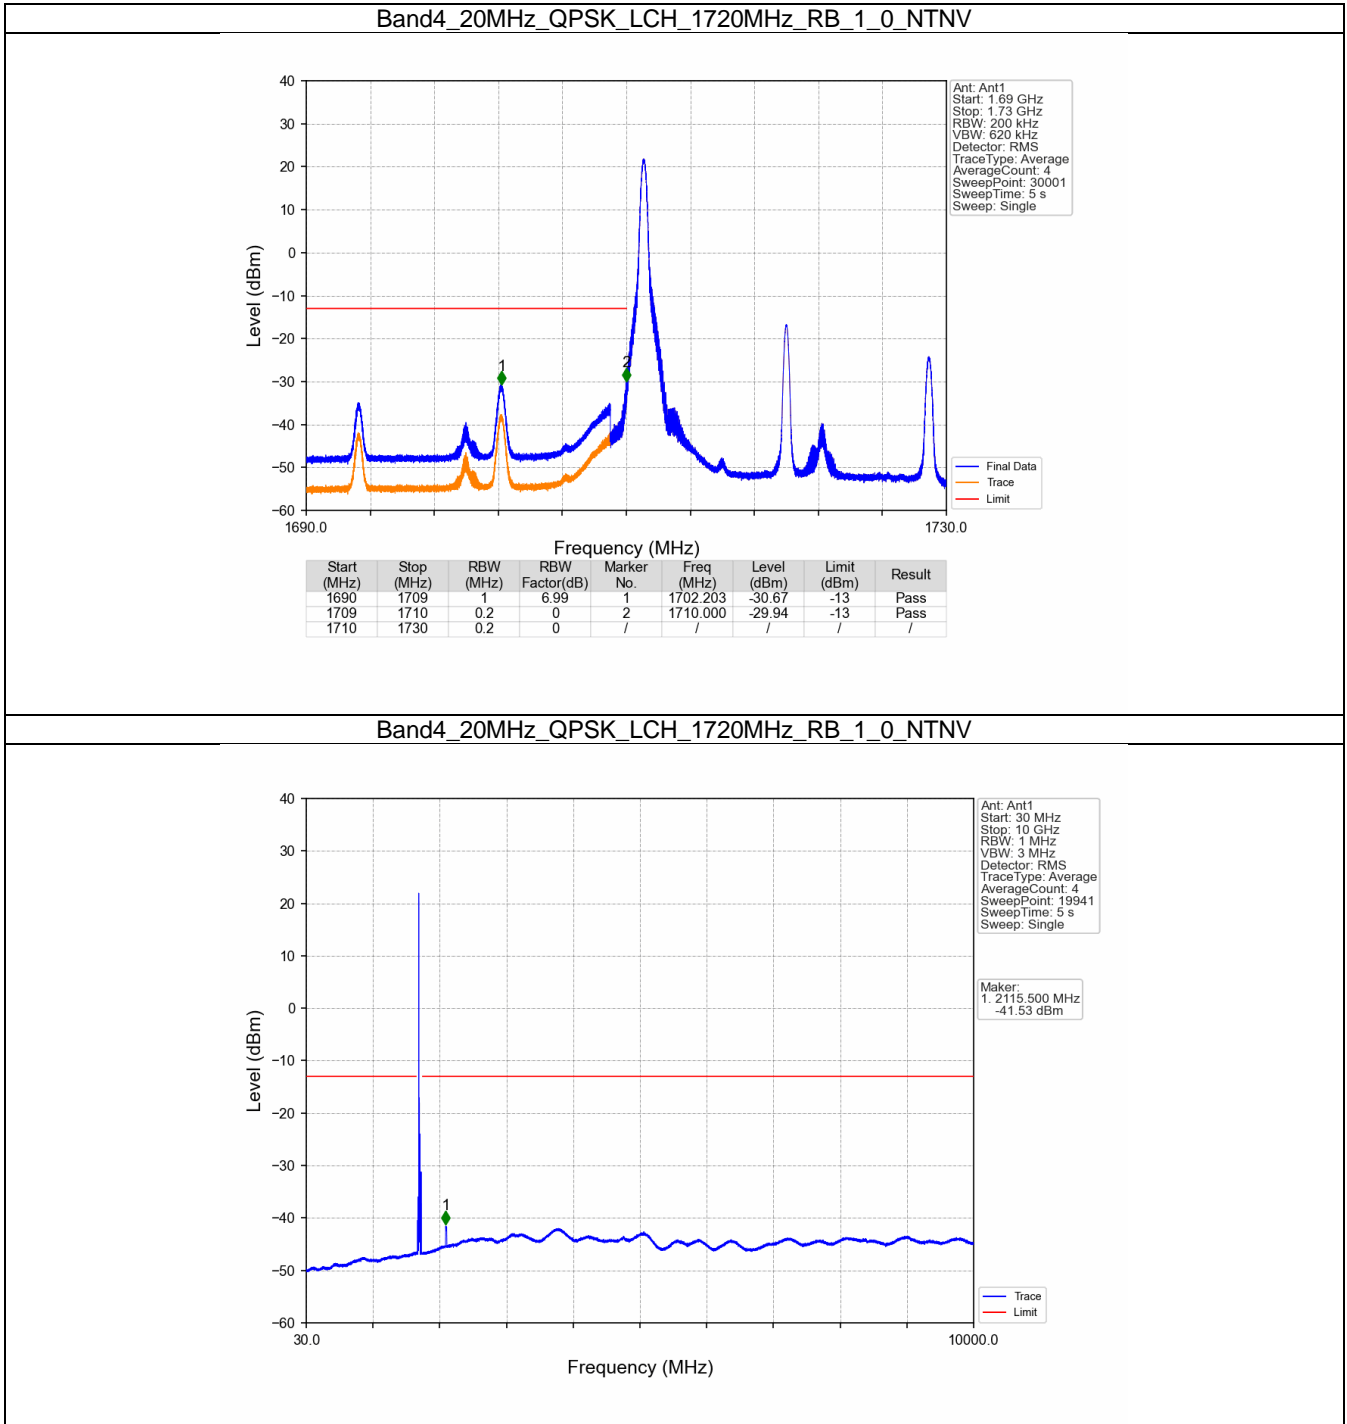 Band4_20MHz_QPSK_LCH_1720MHz_RB_1_0_NTNV
40
30
20
10
0
−10
−20
−30
−40
−50
−60
Level (dBm)
1
2
1690.0
1730.0
Frequency (MHz)
Ant: Ant1
Start: 1.69 GHz
Stop: 1.73 GHz
RBW: 200 kHz
VBW: 620 kHz
Detector: RMS
TraceType: Average
AverageCount: 4
SweepPoint: 30001
SweepTime: 5 s
Sweep: Single
Final Data
Trace
Limit
Start (MHz) Stop (MHz) RBW (MHz) RBW Factor(dB) Marker No. Freq (MHz) Level (dBm) Limit (dBm) Result
1690 1709 1 6.99 1 1702.203 -30.67 -13 Pass
1709 1710 0.2 0 2 1710.000 -29.94 -13 Pass
1710 1730 0.2 0 / / / / /
Band4_20MHz_QPSK_LCH_1720MHz_RB_1_0_NTNV
40
30
20
10
0
−10
−20
−30
−40
−50
−60
Level (dBm)
1
30.0
10000.0
Frequency (MHz)
Ant: Ant1
Start: 30 MHz
Stop: 10 GHz
RBW: 1 MHz
VBW: 3 MHz
Detector: RMS
TraceType: Average
AverageCount: 4
SweepPoint: 19941
SweepTime: 5 s
Sweep: Single
Maker:
1. 2115.500 MHz
-41.53 dBm
Trace
Limit